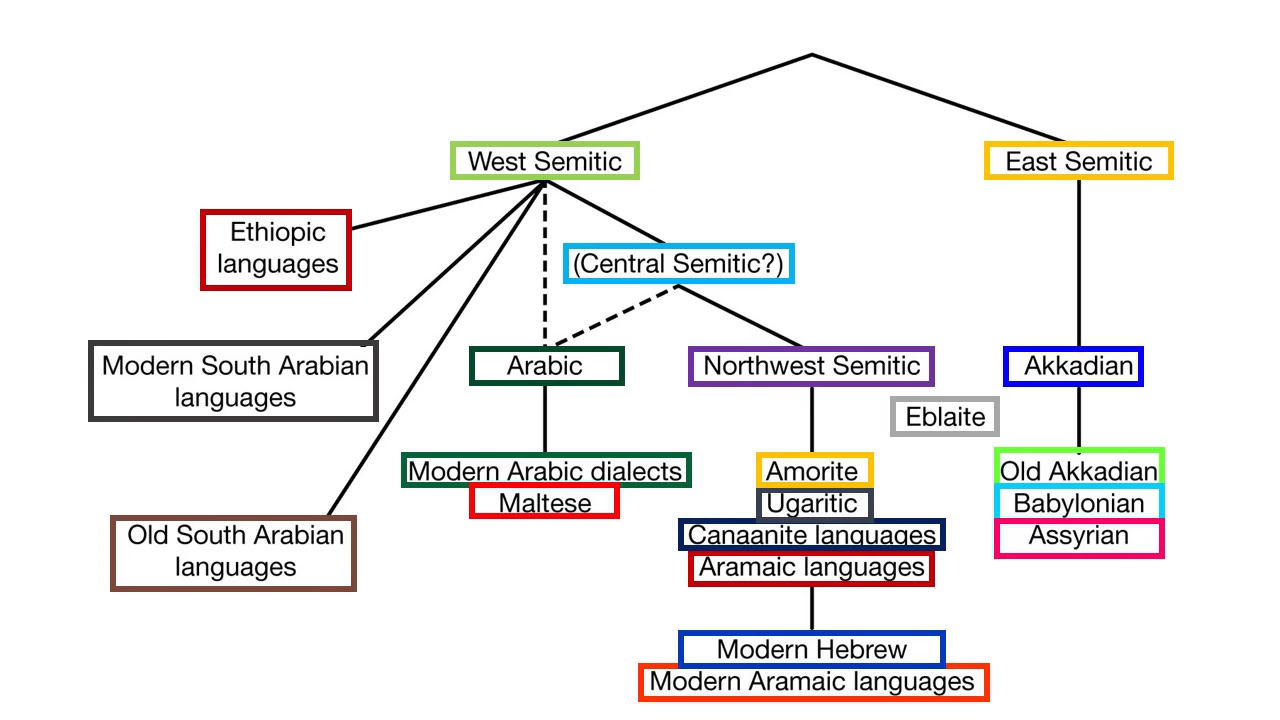 West Semitic
East Semitic
Ethiopic
languages
(Central Semitic?)
Modern South Arabian
languages
Arabic
Northwest Semitic
Akkadian
Eblaite
Modern Arabic dialects
Maltese
Amorite
Ugaritic
Canaanite languages
Aramaic languages
Old Akkadian
Babylonian
Assyrian
Old South Arabian
languages
Modern Hebrew
Modern Aramaic languages